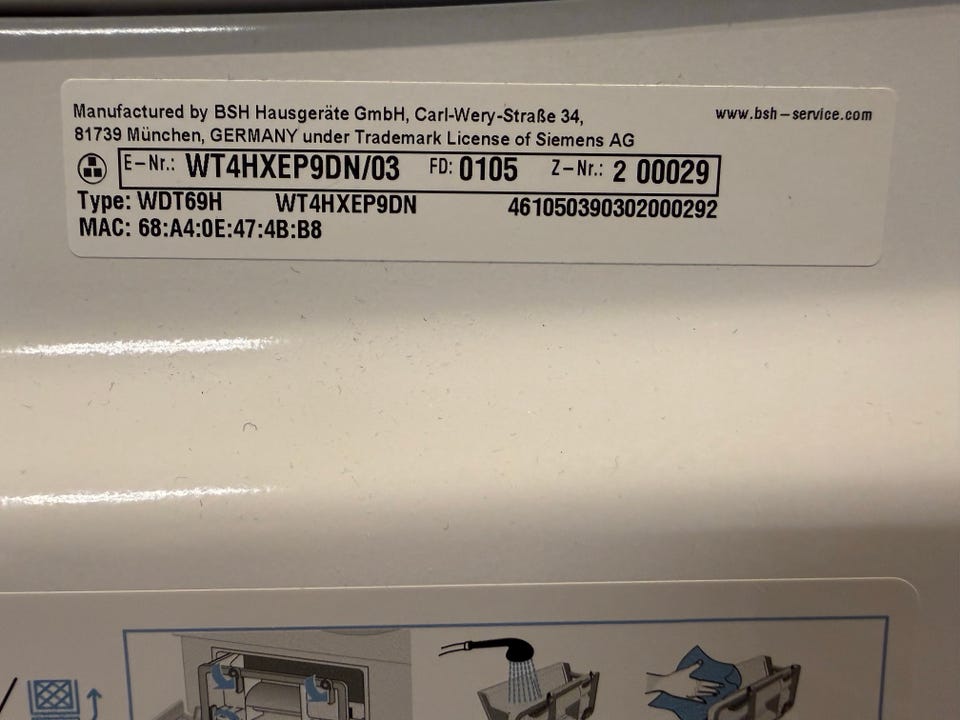 Manufactured by BSH Hausgeräte GmbH, Carl-Wery-Straße 34, www.bsh-service.com
81739 München, GERMANY under Trademark License of Siemens AG
E-Nr.: WT4HXEP9DN/03 FD: 0105 Z-Nr.: 2 00029
Type: WDT69H WT4HXEP9DN 461050390302000292
MAC: 68:A4:0E:47:4B:B8